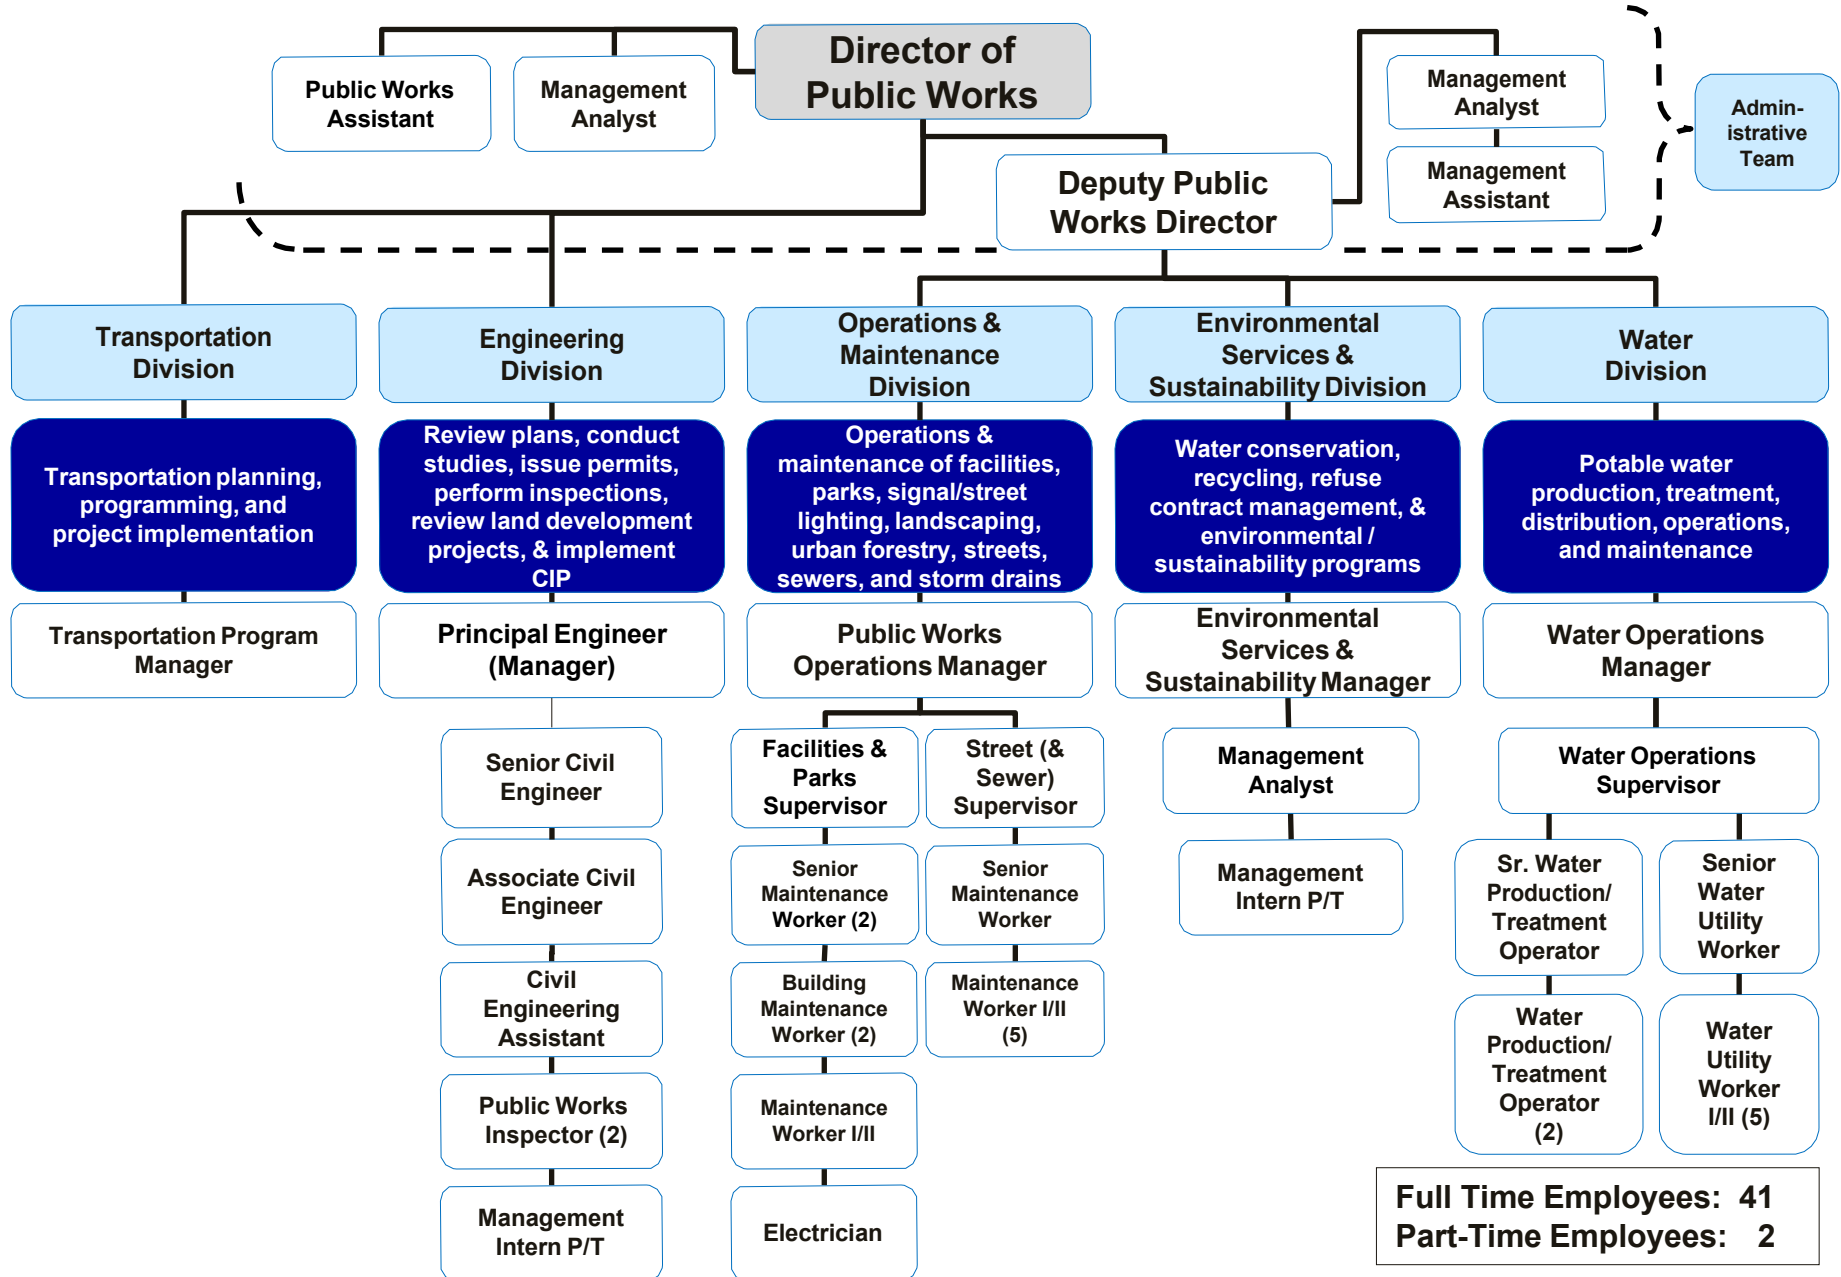 Director of
Public Works
Public Works
Assistant
Management
Analyst
Management
Analyst
Management
Assistant
Admin-
istrative
Team
Deputy Public
Works Director
Transportation
Division
Engineering
Division
Operations &
Maintenance
Division
Environmental
Services &
Sustainability Division
Water
Division
Transportation planning,
programming, and
project implementation
Review plans, conduct
studies, issue permits,
perform inspections,
review land development
projects, & implement
CIP
Operations &
maintenance of facilities,
parks, signal/street
lighting, landscaping,
urban forestry, streets,
sewers, and storm drains
Water conservation,
recycling, refuse
contract management, &
environmental /
sustainability programs
Potable water
production, treatment,
distribution, operations,
and maintenance
Transportation Program
Manager
Principal Engineer
(Manager)
Public Works
Operations Manager
Environmental
Services &
Sustainability Manager
Water Operations
Manager
Senior Civil
Engineer
Facilities &
Parks
Supervisor
Street (&
Sewer)
Supervisor
Management
Analyst
Water Operations
Supervisor
Associate Civil
Engineer
Senior
Maintenance
Worker (2)
Senior
Maintenance
Worker
Management
Intern P/T
Sr. Water
Production/
Treatment
Operator
Senior
Water
Utility
Worker
Civil
Engineering
Assistant
Building
Maintenance
Worker (2)
Maintenance
Worker I/II
(5)
Water
Production/
Treatment
Operator
(2)
Water
Utility
Worker
I/II (5)
Public Works
Inspector (2)
Maintenance
Worker I/II
Management
Intern P/T
Electrician
Full Time Employees: 41
Part-Time Employees: 2